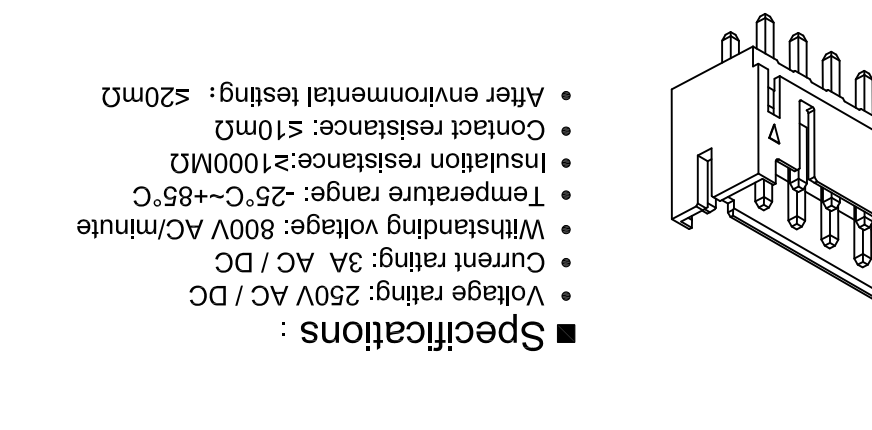 ■ Specifications :
• Voltage rating: 250V AC / DC
• Current rating: 3A AC / DC
• Withstanding voltage: 800V AC/minute
• Temperature range: -25°C~+85°C
• Insulation resistance:≥1000MΩ
• Contact resistance: ≤10mΩ
• After environmental testing: ≤20mΩ